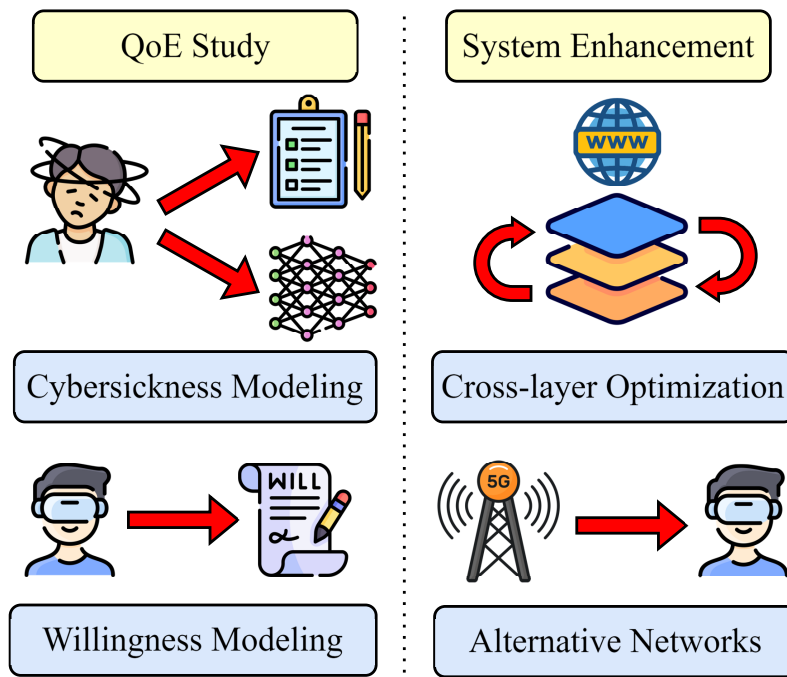 QoE Study
System Enhancement
WWW
Cybersickness Modeling
Cross-layer Optimization
WILL
5G
Willingness Modeling
Alternative Networks